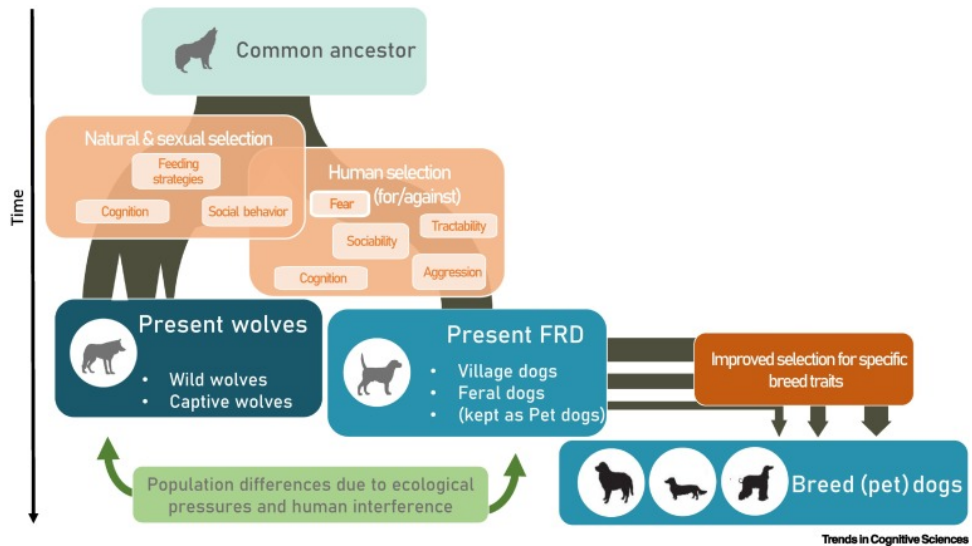 Common ancestor
Natural & sexual selection
Feeding
strategies
Cognition
Social behavior
Human selection
(for/against)
Fear
Tractability
Sociability
Cognition
Aggression
Time
Present wolves
• Wild wolves
• Captive wolves
Present FRD
• Village dogs
• Feral dogs
• (kept as Pet dogs)
Improved selection for specific
breed traits
Population differences due to ecological
pressures and human interference
Breed (pet) dogs
Trends in Cognitive Sciences